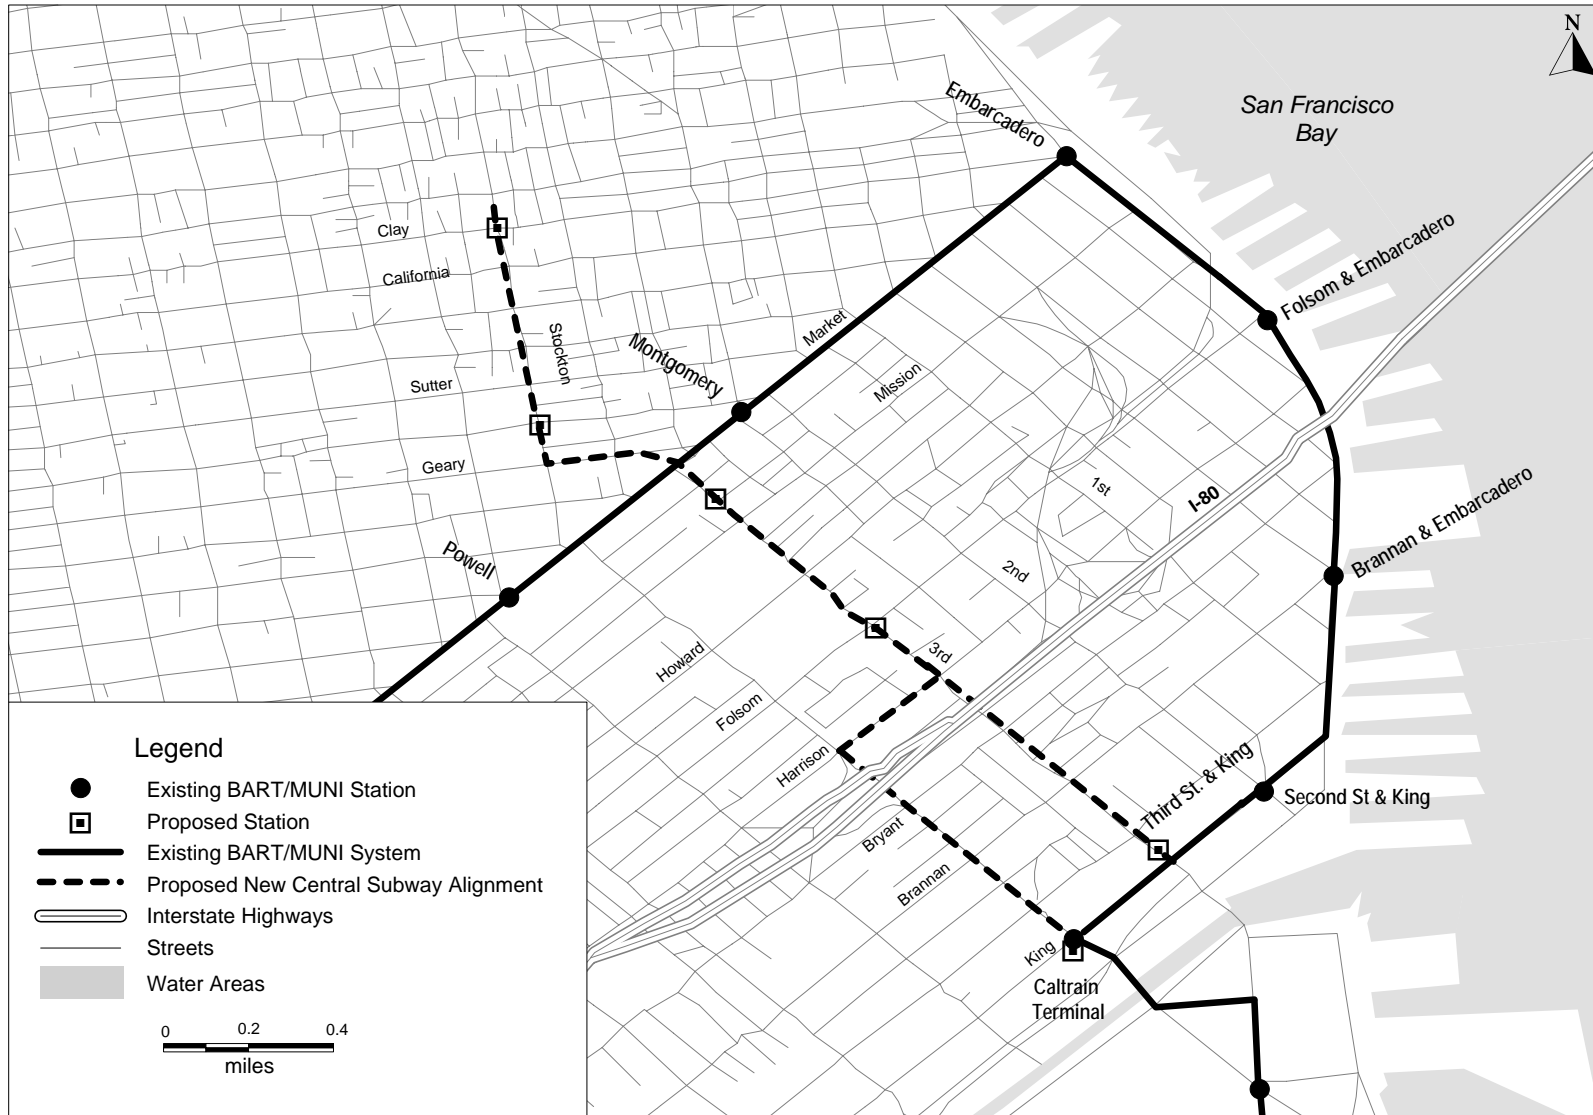 N
San Francisco
Bay
Embarcadero
Folsom & Embarcadero
Clay
California
Stockton
Market
Montgomery
Mission
Sutter
Geary
1st
I-80
Brannan & Embarcadero
Powell
2nd
3rd
Howard
Folsom
Harrison
Third St. & King
Second St & King
Bryant
Brannan
King
Caltrain
Terminal
Legend
Existing BART/MUNI Station
Proposed Station
Existing BART/MUNI System
Proposed New Central Subway Alignment
Interstate Highways
Streets
Water Areas
0 0.2 0.4
miles